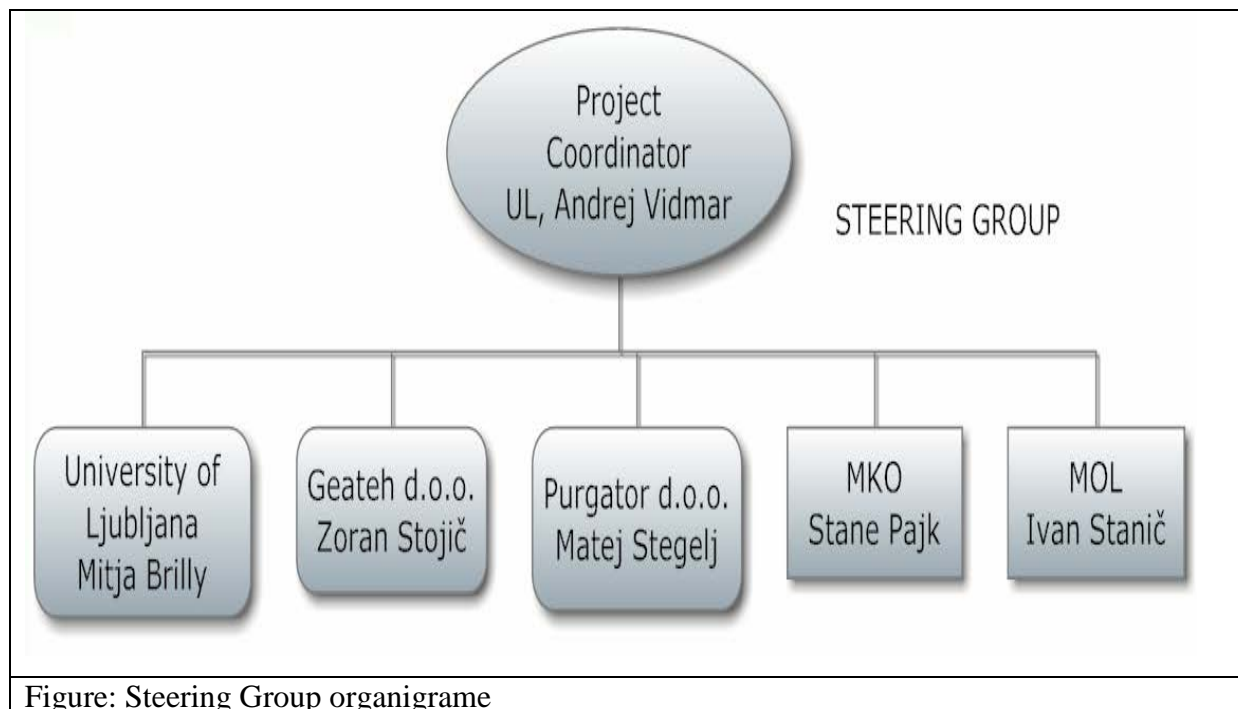 Project
Coordinator
UL, Andrej Vidmar
STEERING GROUP
University of
Ljubljana
Mitja Brilly
Geateh d.o.o.
Zoran Stojič
Purgator d.o.o.
Matej Stegelj
MKO
Stane Pajk
MOL
Ivan Stanič
Figure: Steering Group organigrame